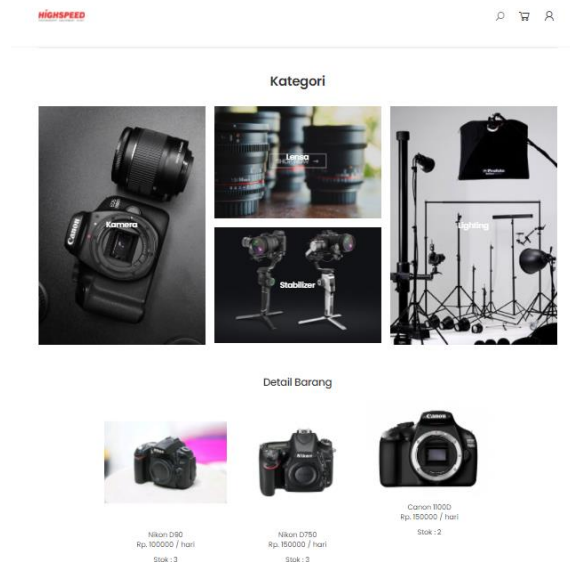 HIGHSPEED
Kategori
Kamera
Lensa
Stabilizer
Lighting
Detail Barang
Nikon D90
Rp. 100000 / hari
Stok : 3
Nikon D750
Rp. 150000 / hari
Stok : 3
Canon 1100D
Rp. 150000 / hari
Stok : 2